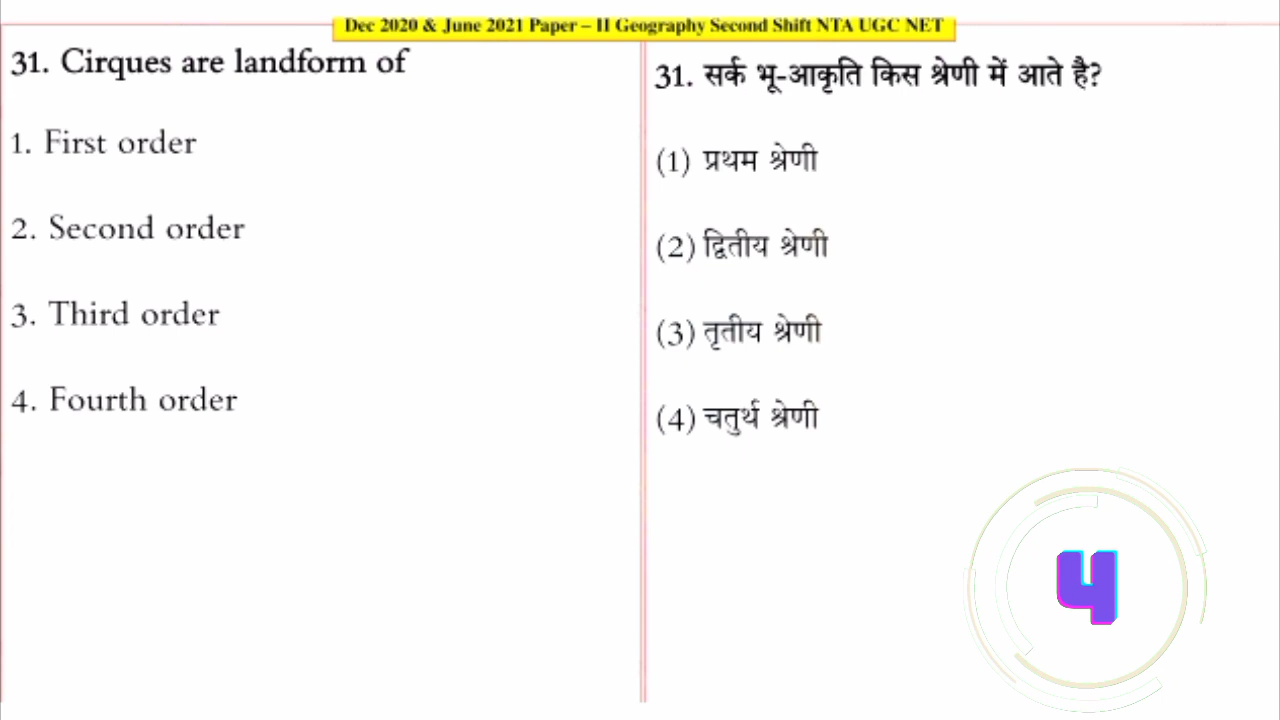 Dec 2020 & June 2021 Paper – II Geography Second Shift NTA UGC NET
31. Cirques are landform of
1. First order
2. Second order
3. Third order
4. Fourth order
31. सर्क भू-आकृति किस श्रेणी में आते है?
(1) प्रथम श्रेणी
(2) द्वितीय श्रेणी
(3) तृतीय श्रेणी
(4) चतुर्थ श्रेणी
4